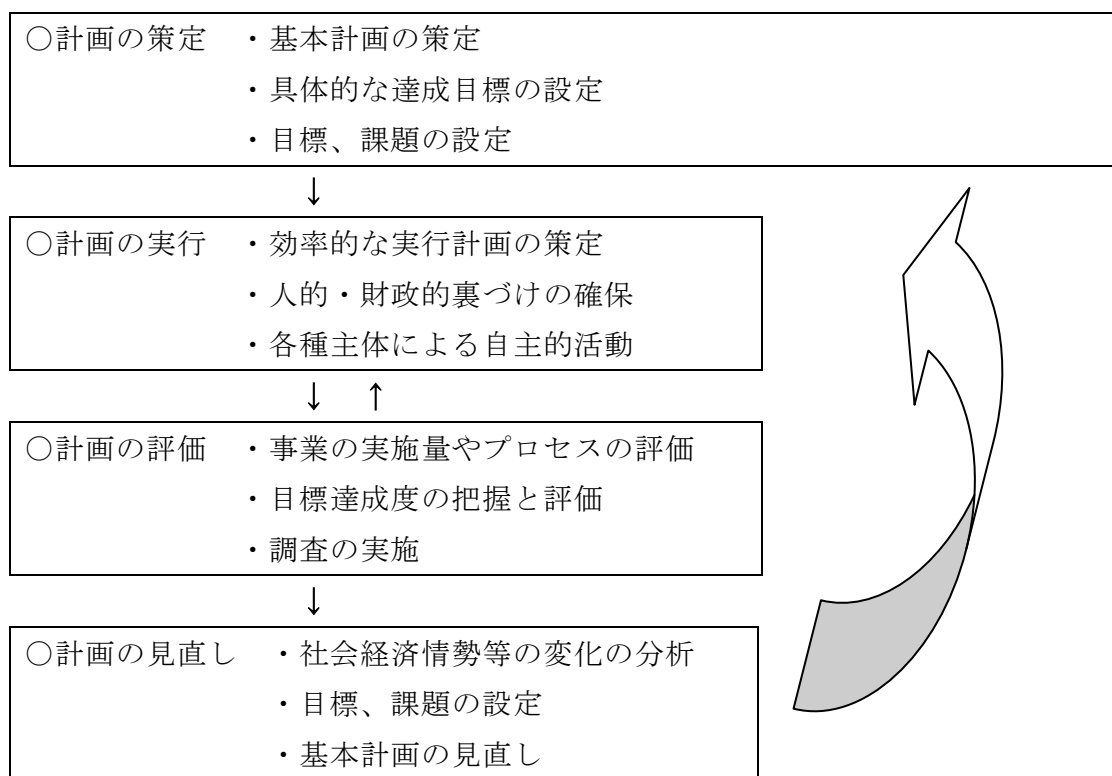 ○計画の策定　・基本計画の策定
・具体的な達成目標の設定
・目標、課題の設定
↓
○計画の実行　・効率的な実行計画の策定
・人的・財政的裏づけの確保
・各種主体による自主的活動
↓　↑
○計画の評価　・事業の実施量やプロセスの評価
・目標達成度の把握と評価
・調査の実施
↓
○計画の見直し　・社会経済情勢等の変化の分析
・目標、課題の設定
・基本計画の見直し